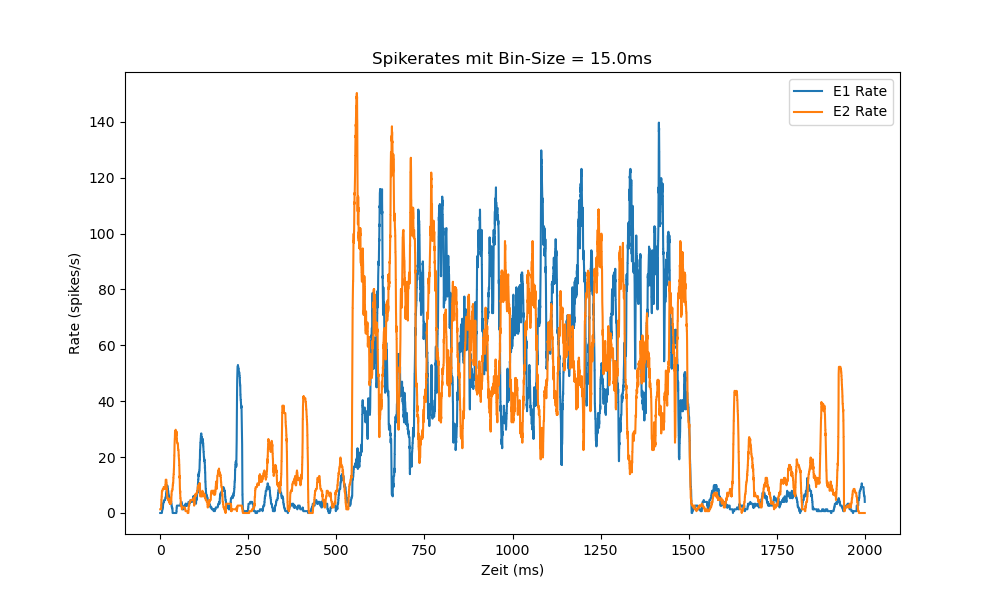 Spikerates mit Bin-Size = 15.0ms
E1 Rate
E2 Rate
140
120
100
80
60
40
20
0
Rate (spikes/s)
0 250 500 750 1000 1250 1500 1750 2000
Zeit (ms)